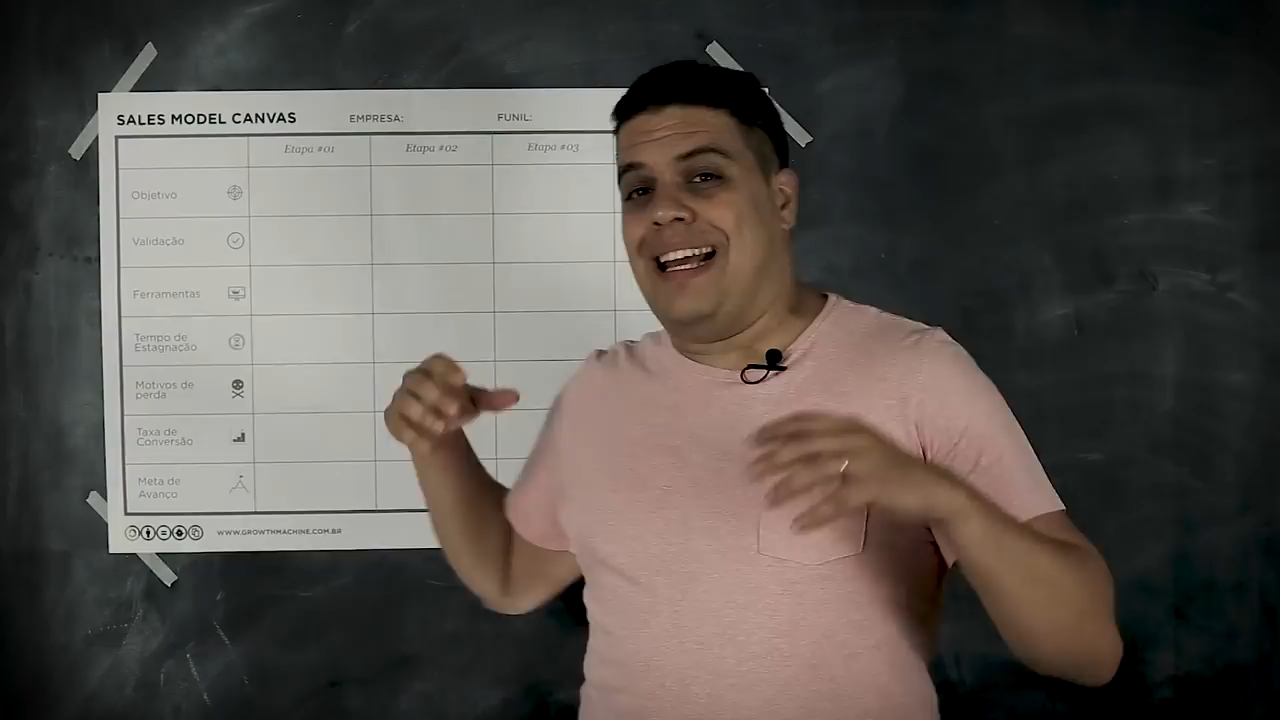 SALES MODEL CANVAS EMPRESA: FUNIL:
Etapa #01 Etapa #02 Etapa #03
Objetivo
Validação
Ferramentas
Tempo de
Estagnação
Motivos de
perda
Taxa de
Conversão
Meta de
Avanço
WWW.GROWTHMACHINE.COM.BR